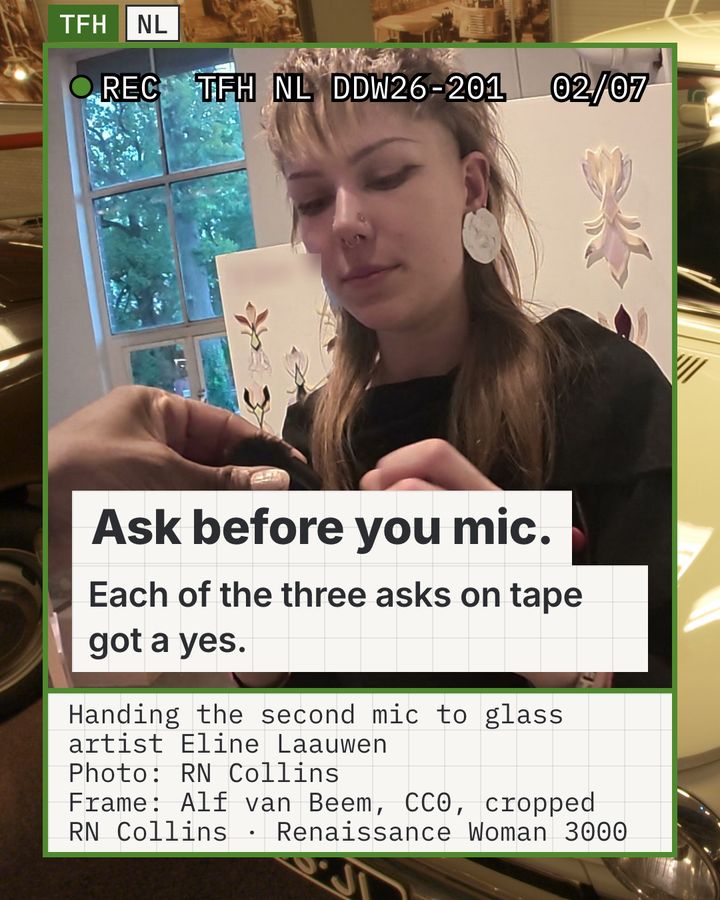 TFH NL
REC TFH NL DDW26-201 02/07
Ask before you mic.
Each of the three asks on tape
got a yes.
Handing the second mic to glass
artist Eline Laauwen
Photo: RN Collins
Frame: Alf van Beem, CC0, cropped
RN Collins · Renaissance Woman 3000